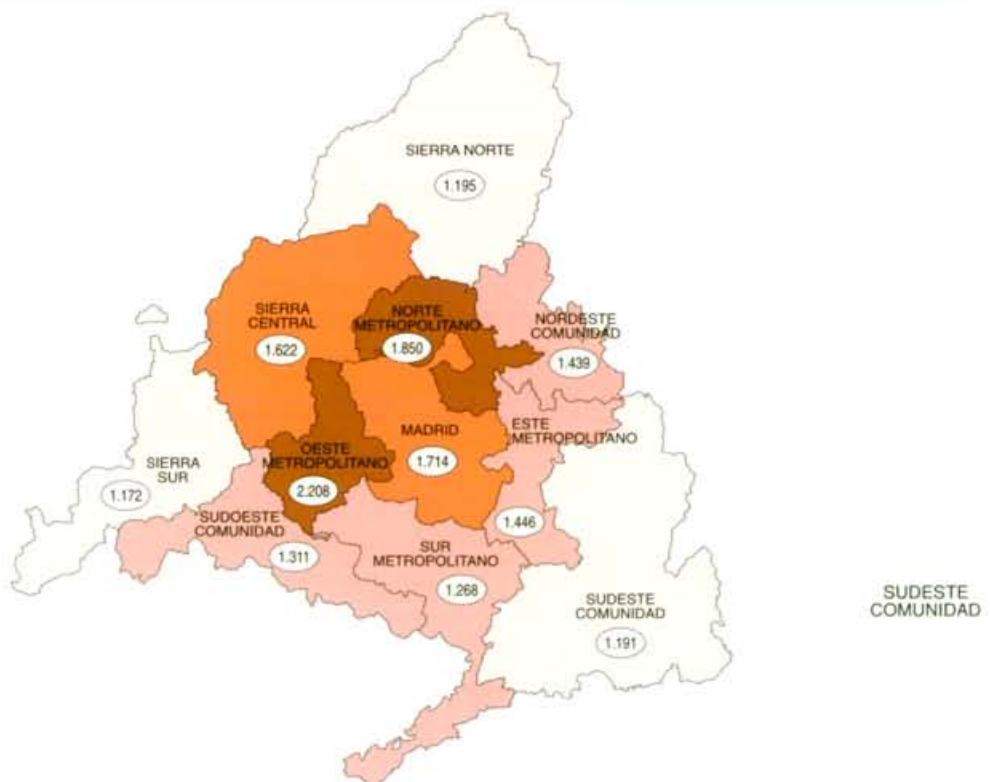 SIERRA NORTE
1.195
SIERRA
CENTRAL
1.622
NORTE
METROPOLITANO
1.850
NORDESTE
COMUNIDAD
1.439
ESTE
METROPOLITANO
1.446
MADRID
1.714
OESTE
METROPOLITANO
2.208
SIERRA
SUR
1.172
SUDOESTE
COMUNIDAD
1.311
SUR
METROPOLITANO
1.268
SUDESTE
COMUNIDAD
1.191
SUDESTE
COMUNIDAD